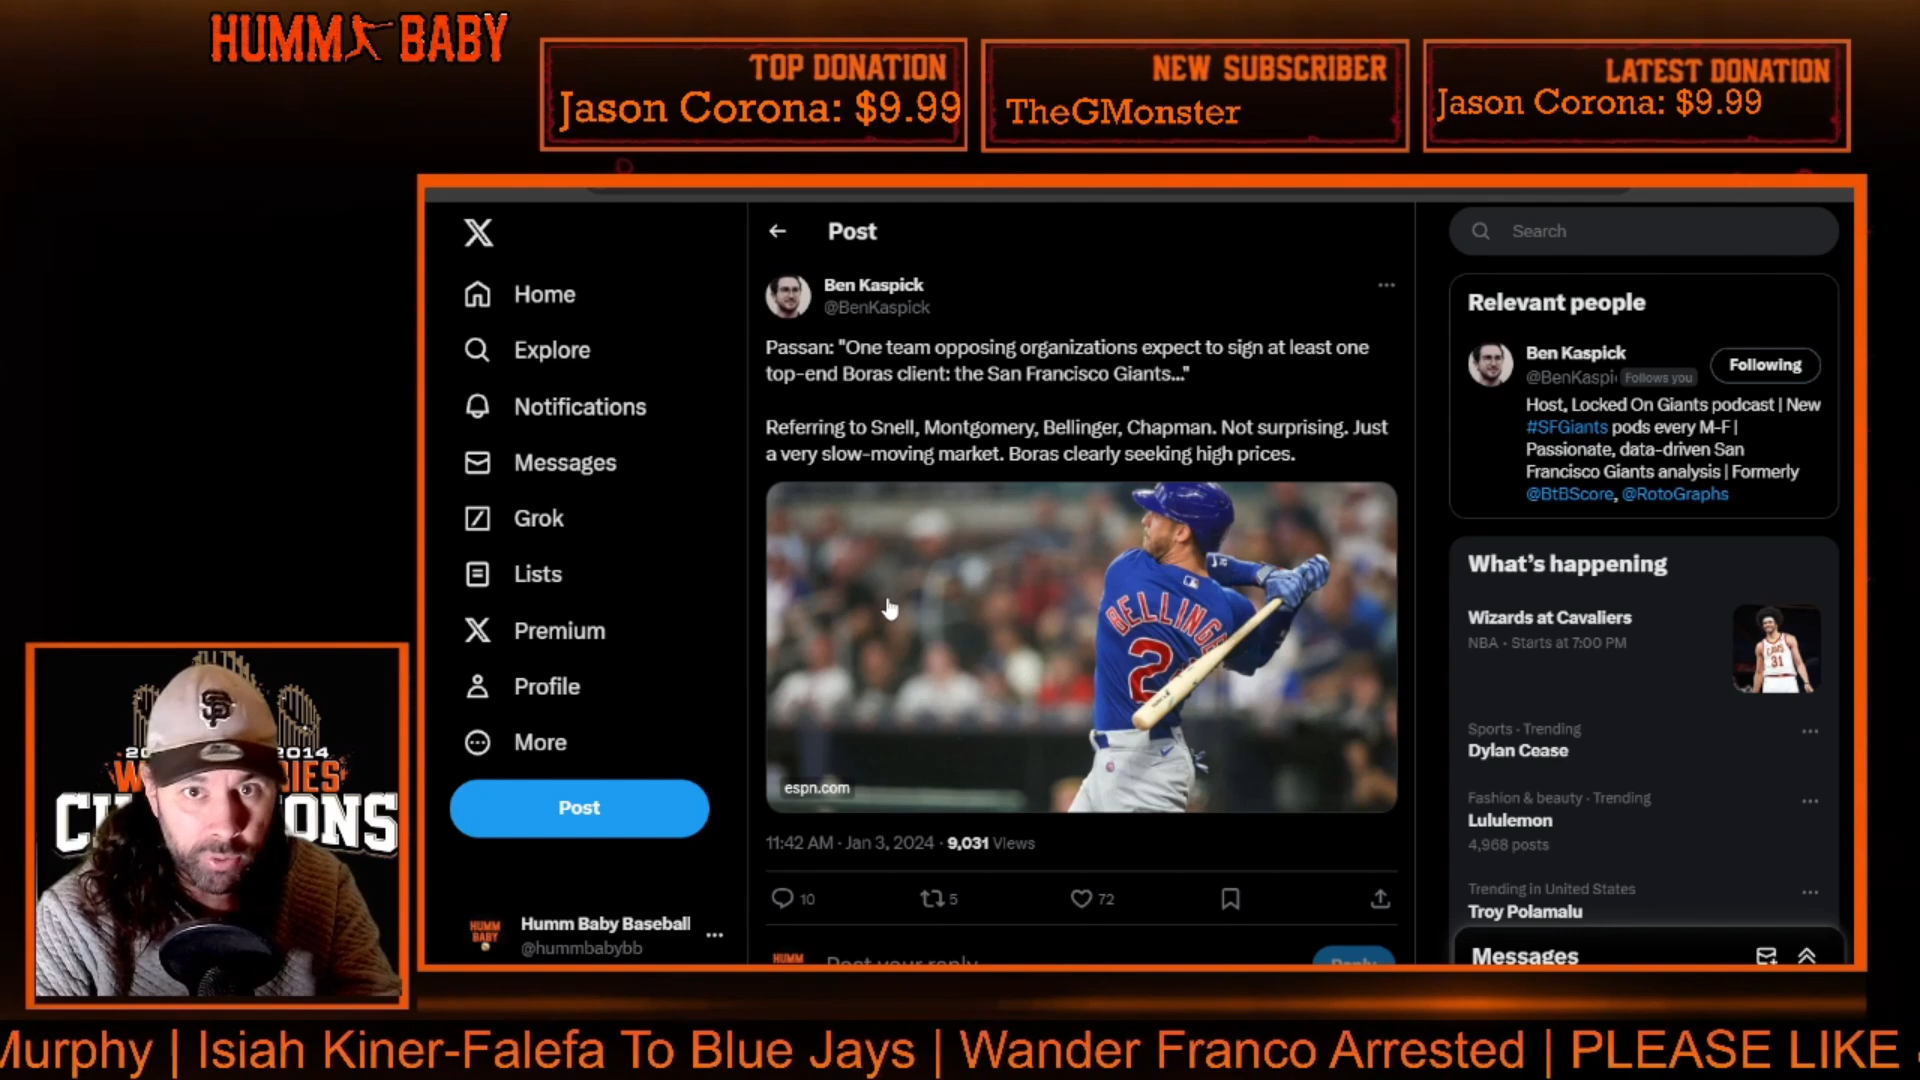 HUMM BABY
TOP DONATION
Jason Corona: $9.99
NEW SUBSCRIBER
TheGMonster
LATEST DONATION
Jason Corona: $9.99
Home
Explore
Notifications
Messages
Grok
Lists
Premium
Profile
More
Post
Humm Baby Baseball
@hummbabybb
HUMM
BABY
Post
Ben Kaspick
@BenKaspick
Passan: "One team opposing organizations expect to sign at least one
top-end Boras client: the San Francisco Giants..."
Referring to Snell, Montgomery, Bellinger, Chapman. Not surprising. Just
a very slow-moving market. Boras clearly seeking high prices.
espn.com
11:42 AM · Jan 3, 2024 · 9,031 Views
10
5
72
HUMM
Post your reply
Reply
Search
Relevant people
Ben Kaspick
Following
@BenKaspi
Follows you
Host, Locked On Giants podcast | New
#SFGiants pods every M-F |
Passionate, data-driven San
Francisco Giants analysis | Formerly
@BtBScore, @RotoGraphs
What's happening
Wizards at Cavaliers
NBA · Starts at 7:00 PM
Sports · Trending
Dylan Cease
Fashion & beauty · Trending
Lululemon
4,968 posts
Trending in United States
Troy Polamalu
Messages
SF
2014
Murphy | Isiah Kiner-Falefa To Blue Jays | Wander Franco Arrested | PLEASE LIKE